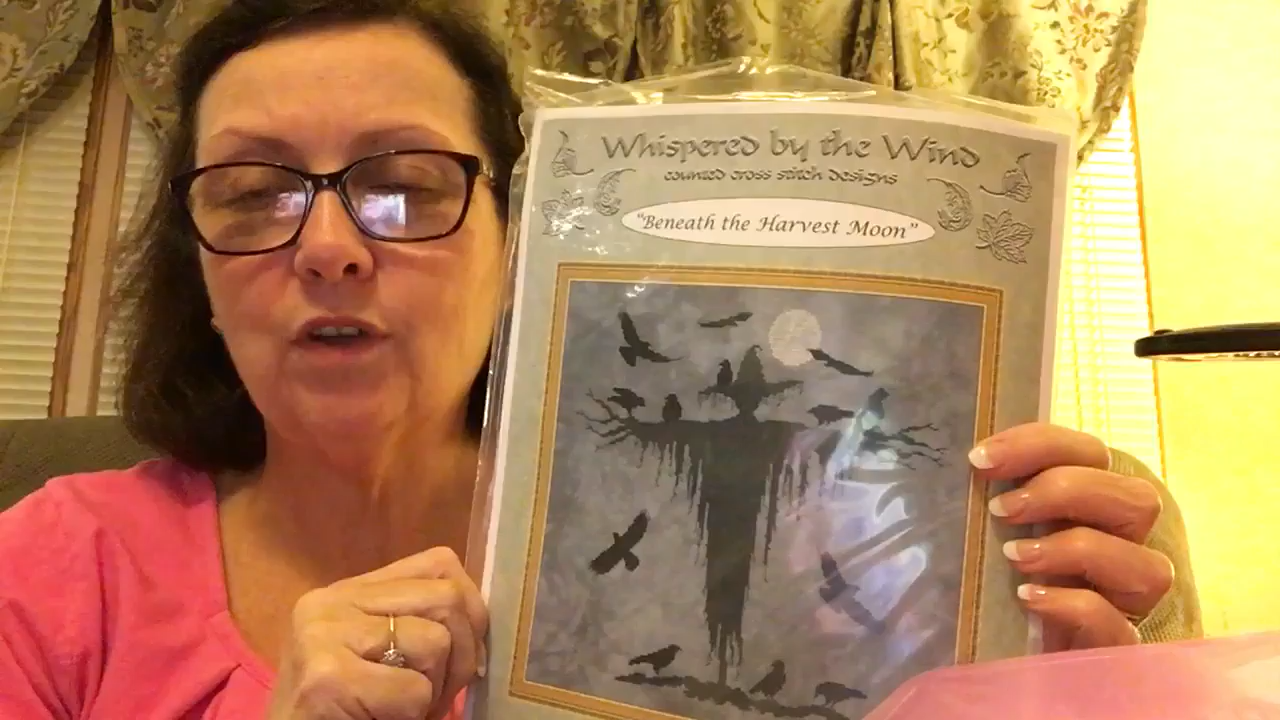 Whispered by the Wind
counted cross stitch designs
"Beneath the Harvest Moon"